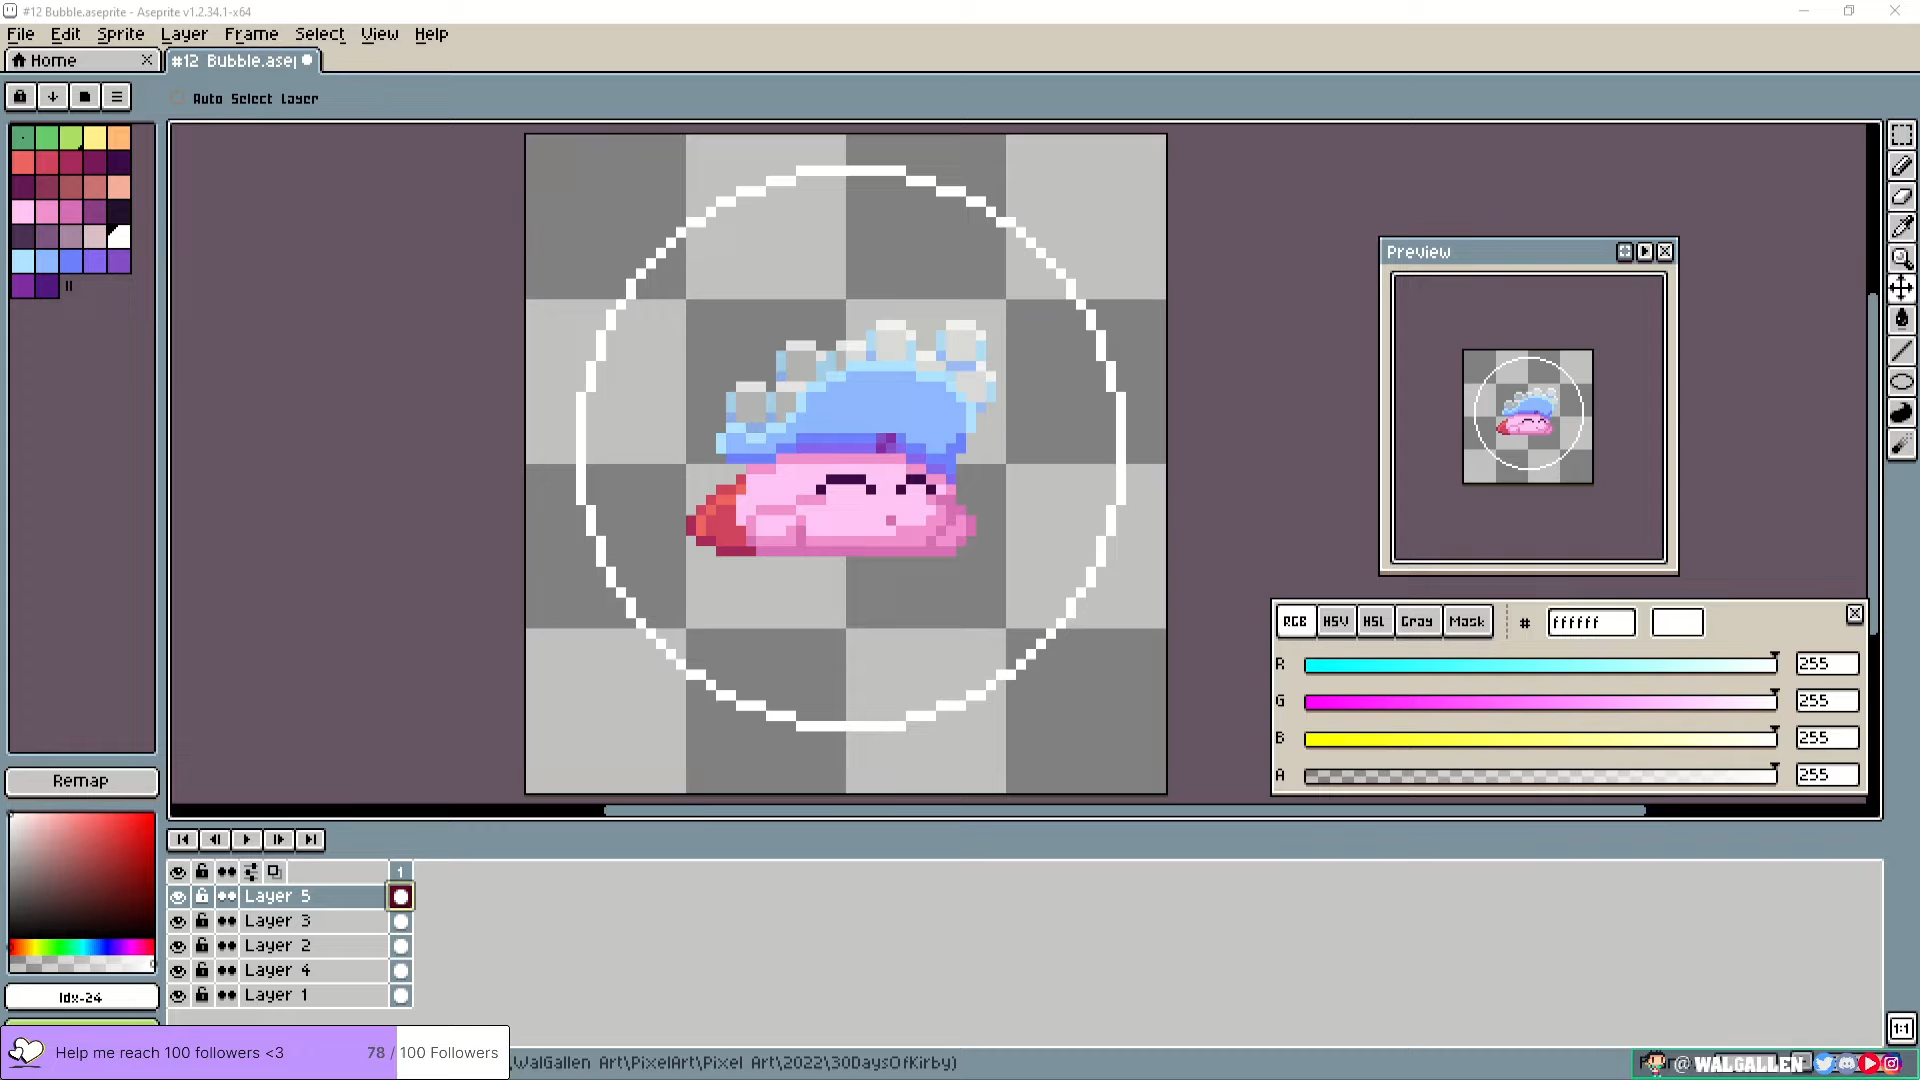 #12 Bubble.aseprite - Aseprite v1.2.34.1-x64
File Edit Sprite Layer Frame Select View Help
Home
#12 Bubble.asep
Auto Select Layer
Preview
RGB HSV HSL Gray Mask # ffffff
R 255
G 255
B 255
A 255
Remap
1
Layer 5
Layer 3
Layer 2
Layer 4
Layer 1
Idx-24
1:1
Help me reach 100 followers <3 78 / 100 Followers
WalGallen Art\PixelArt\Pixel Art\2022\30DaysOfKirby)
@WALGALLEN